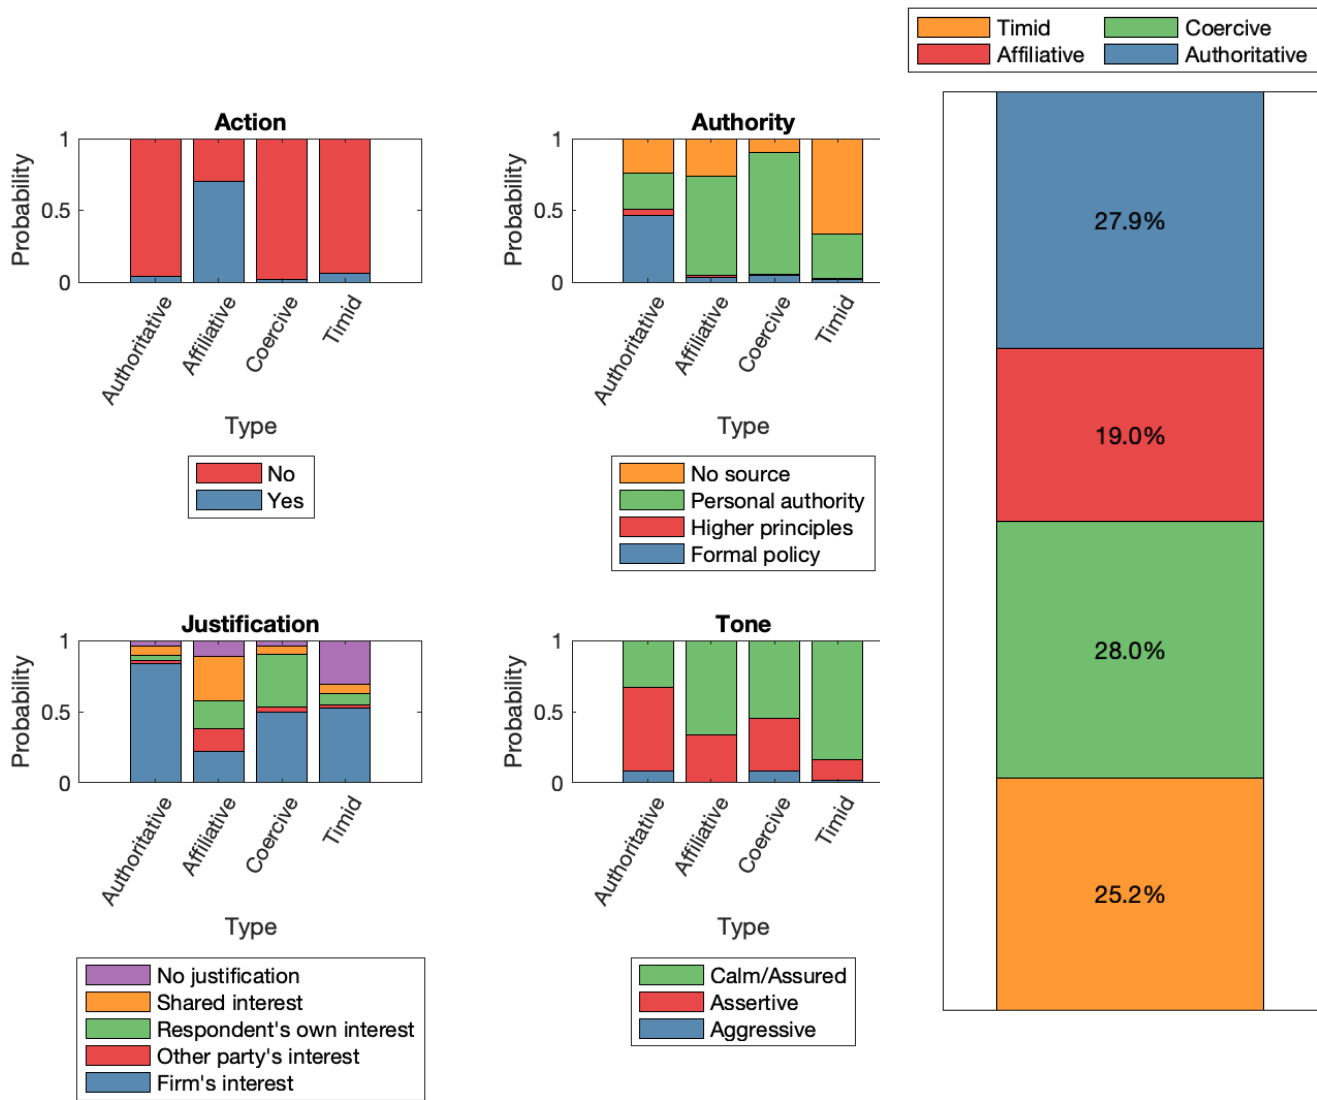 Timid Coercive
Affiliative Authoritative
Action
Probability
1
0.5
0
Authoritative
Affiliative
Coercive
Timid
Type
No
Yes
Authority
Probability
1
0.5
0
Authoritative
Affiliative
Coercive
Timid
Type
No source
Personal authority
Higher principles
Formal policy
Justification
Probability
1
0.5
0
Authoritative
Affiliative
Coercive
Timid
Type
No justification
Shared interest
Respondent's own interest
Other party's interest
Firm's interest
Tone
Probability
1
0.5
0
Authoritative
Affiliative
Coercive
Timid
Type
Calm/Assured
Assertive
Aggressive
27.9%
19.0%
28.0%
25.2%